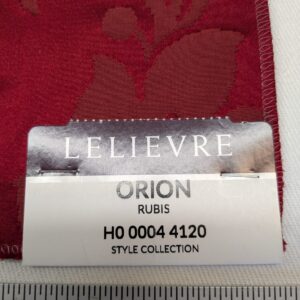 LELIEVRE
ORION
RUBIS
H0 0004 4120
STYLE COLLECTION